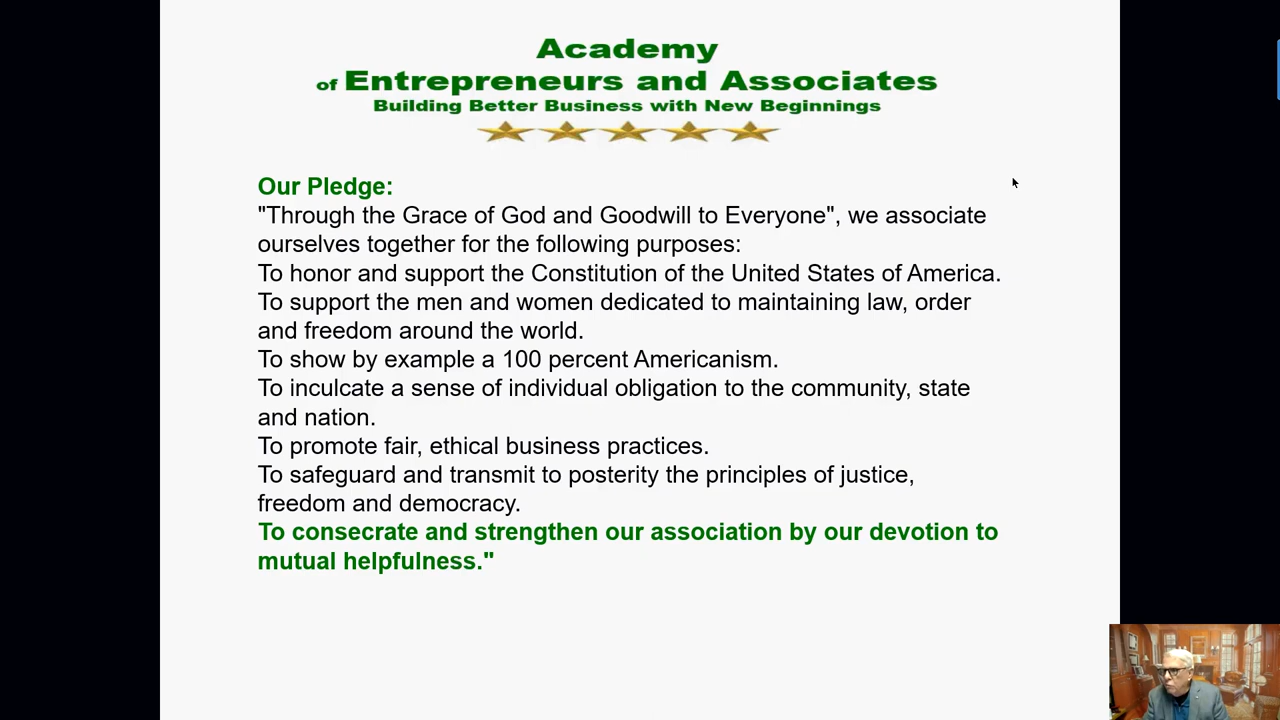 Academy
of Entrepreneurs and Associates
Building Better Business with New Beginnings
Our Pledge:
"Through the Grace of God and Goodwill to Everyone", we associate
ourselves together for the following purposes:
To honor and support the Constitution of the United States of America.
To support the men and women dedicated to maintaining law, order
and freedom around the world.
To show by example a 100 percent Americanism.
To inculcate a sense of individual obligation to the community, state
and nation.
To promote fair, ethical business practices.
To safeguard and transmit to posterity the principles of justice,
freedom and democracy.
To consecrate and strengthen our association by our devotion to
mutual helpfulness."